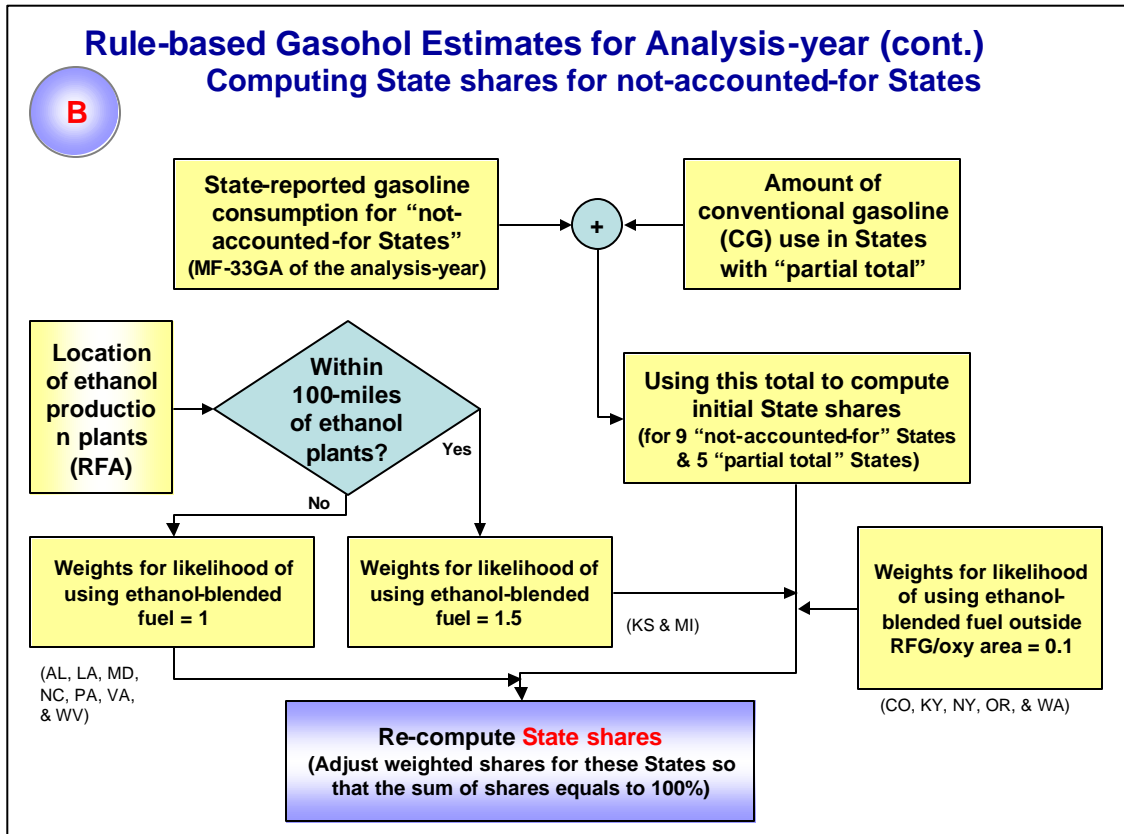 Rule-based Gasohol Estimates for Analysis-year (cont.)
Computing State shares for not-accounted-for States
B
State-reported gasoline
consumption for “not-
accounted-for States”
(MF-33GA of the analysis-year)
+
Amount of
conventional gasoline
(CG) use in States
with “partial total”
Location
of ethanol
productio
n plants
(RFA)
Within
100-miles
of ethanol
plants?
Yes
No
Using this total to compute
initial State shares
(for 9 “not-accounted-for” States
& 5 “partial total” States)
Weights for likelihood of
using ethanol-blended
fuel = 1
(AL, LA, MD,
NC, PA, VA,
& WV)
Weights for likelihood of
using ethanol-blended
fuel = 1.5
(KS & MI)
Weights for likelihood
of using ethanol-
blended fuel outside
RFG/oxy area = 0.1
(CO, KY, NY, OR, & WA)
Re-compute State shares
(Adjust weighted shares for these States so
that the sum of shares equals to 100%)